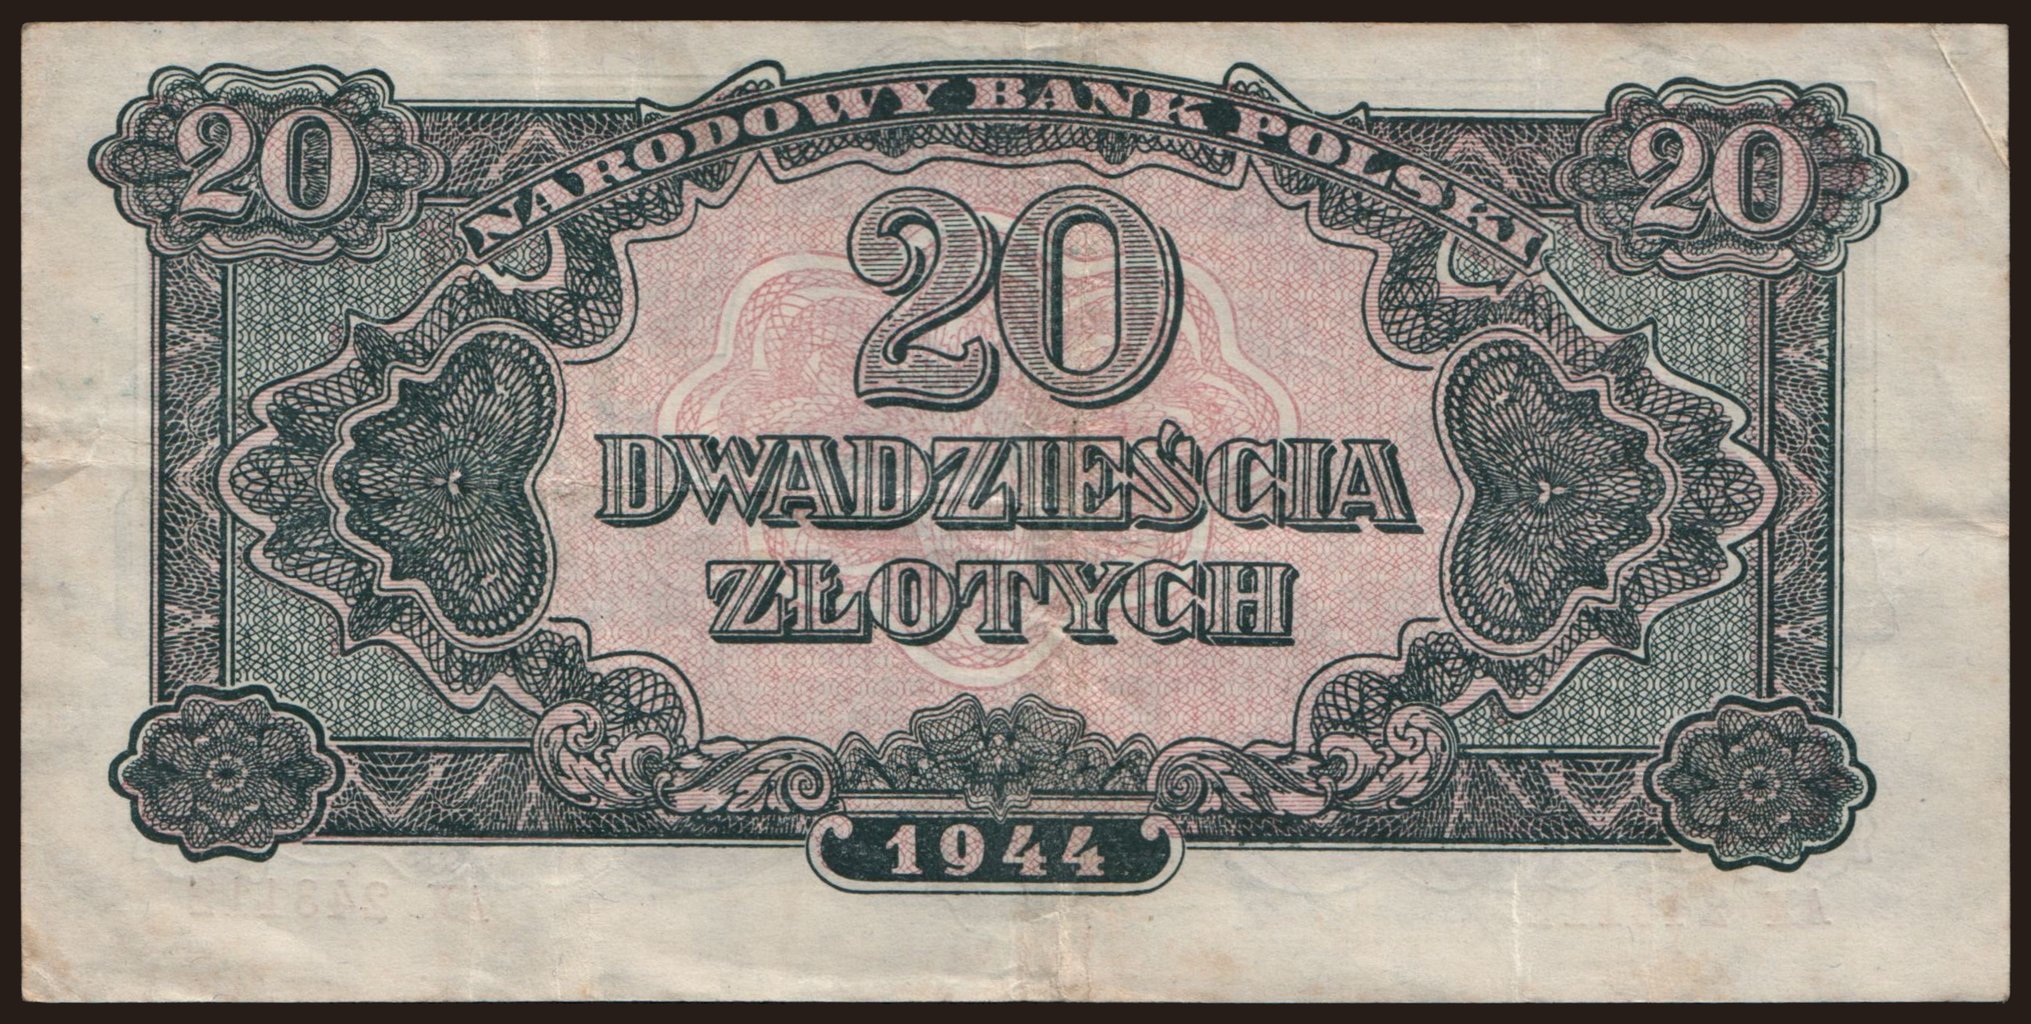 NARODOWY BANK POLSKI
20 20
20
DWADZIEŚCIA
ZŁOTYCH
1944